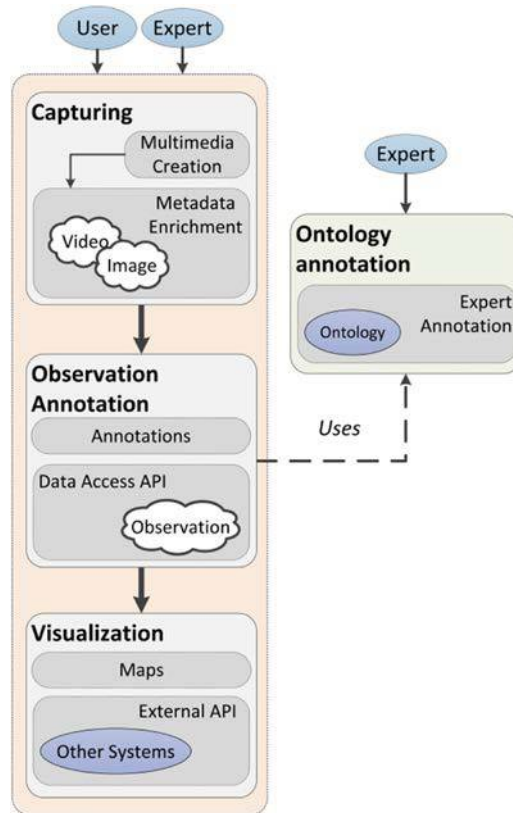 User
Expert
Capturing
Multimedia
Creation
Metadata
Enrichment
Video
Image
Observation
Annotation
Annotations
Data Access API
Observation
Visualization
Maps
External API
Other Systems
Uses
Expert
Ontology
annotation
Expert
Annotation
Ontology